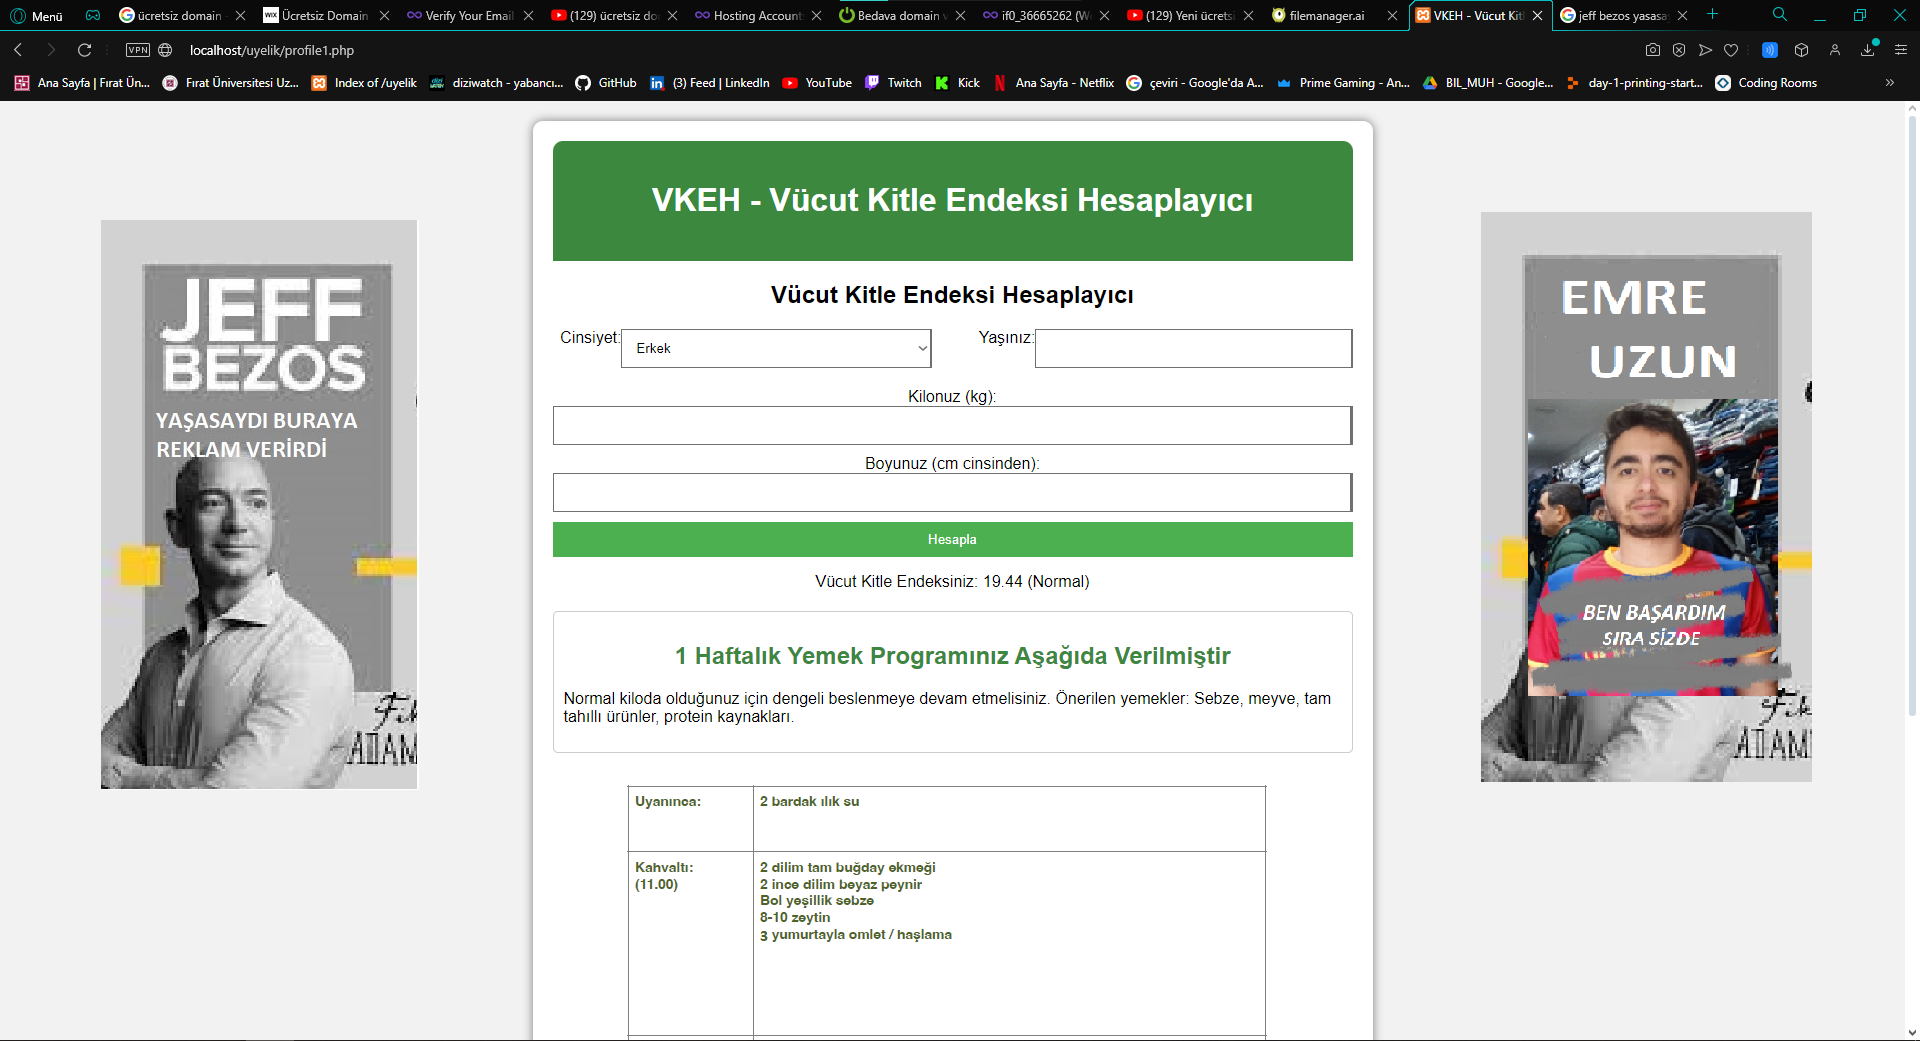 Menü
ücretsiz domain
Ücretsiz Domain
Verify Your Email
(129) ücretsiz do
Hosting Account
Bedava domain v
if0_36665262 (W
(129) Yeni ücretsi
filemanager.ai
VKEH - Vücut Kitl
jeff bezos yasasay
VPN
localhost/uyelik/profile1.php
Ana Sayfa | Fırat Ün...
Fırat Üniversitesi Uz...
Index of /uyelik
diziwatch - yabancı...
GitHub
(3) Feed | LinkedIn
YouTube
Twitch
Kick
Ana Sayfa - Netflix
çeviri - Google'da A...
Prime Gaming - An...
BIL_MUH - Google...
day-1-printing-start...
Coding Rooms
JEFF
BEZOS
YAŞASAYDI BURAYA
REKLAM VERİRDİ
VKEH - Vücut Kitle Endeksi Hesaplayıcı
Vücut Kitle Endeksi Hesaplayıcı
Cinsiyet: Erkek
Yaşınız:
Kilonuz (kg):
Boyunuz (cm cinsinden):
Hesapla
Vücut Kitle Endeksiniz: 19.44 (Normal)
1 Haftalık Yemek Programınız Aşağıda Verilmiştir
Normal kiloda olduğunuz için dengeli beslenmeye devam etmelisiniz. Önerilen yemekler: Sebze, meyve, tam
tahıllı ürünler, protein kaynakları.
Uyanınca:
2 bardak ılık su
Kahvaltı:
(11.00)
2 dilim tam buğday ekmeği
2 ince dilim beyaz peynir
Bol yeşillik sebze
8-10 zeytin
3 yumurtayla omlet / haşlama
EMRE
UZUN
BEN BAŞARDIM
SIRA SİZDE